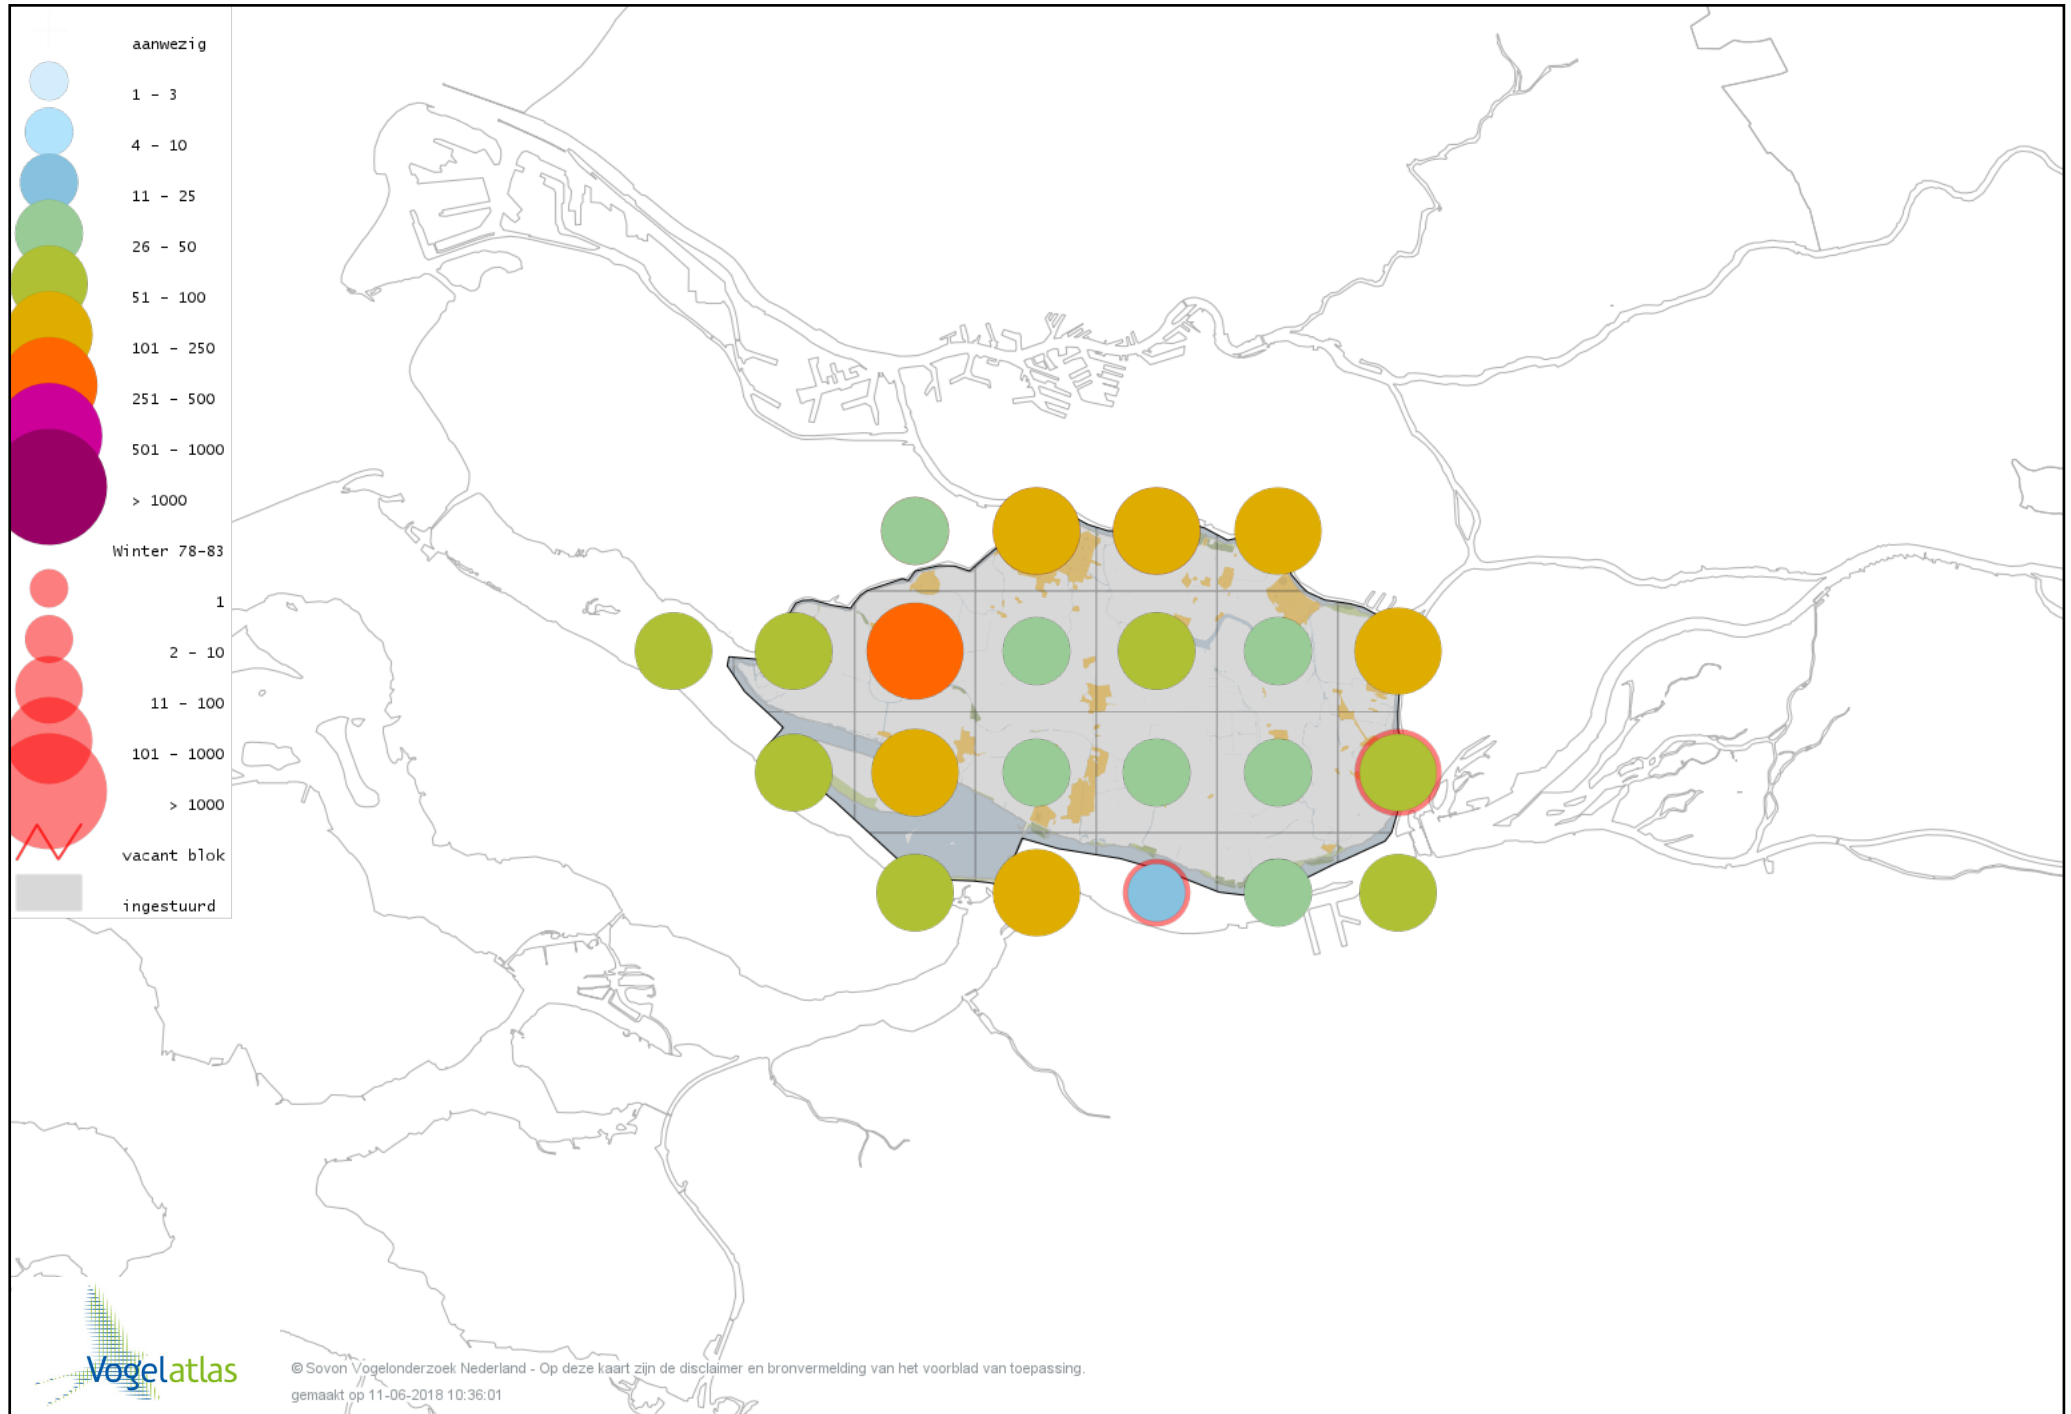 aanwezig
1 - 3
4 - 10
11 - 25
26 - 50
51 - 100
101 - 250
251 - 500
501 - 1000
> 1000
Winter 78-83
1
2 - 10
11 - 100
101 - 1000
> 1000
vacant blok
ingestuurd
Vogelatlas
© Sovon Vogelonderzoek Nederland - Op deze kaart zijn de disclaimer en bronvermelding van het voorblad van toepassing.
gemaakt op 11-06-2018 10:36:01